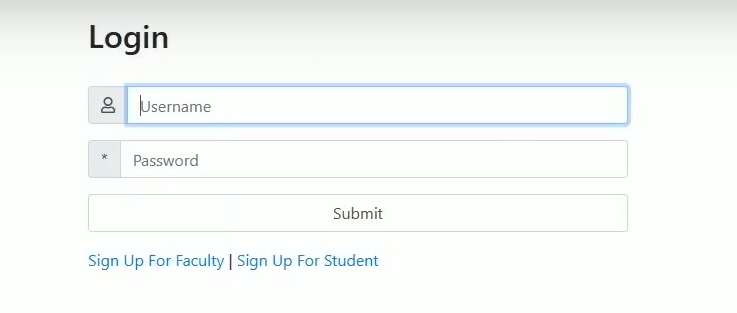 Login
Username
* Password
Submit
Sign Up For Faculty | Sign Up For Student